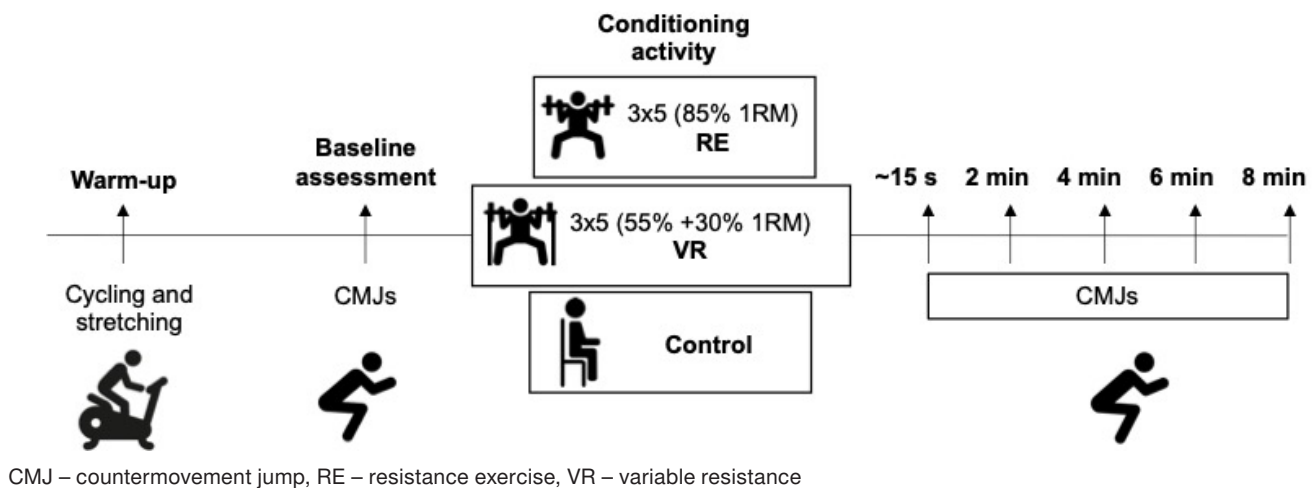 Conditioning
activity
3x5 (85% 1RM)
RE
Baseline
assessment
Warm-up
~15 s 2 min 4 min 6 min 8 min
3x5 (55% +30% 1RM)
VR
Cycling and
stretching
CMJs
CMJs
Control
CMJ – countermovement jump, RE – resistance exercise, VR – variable resistance